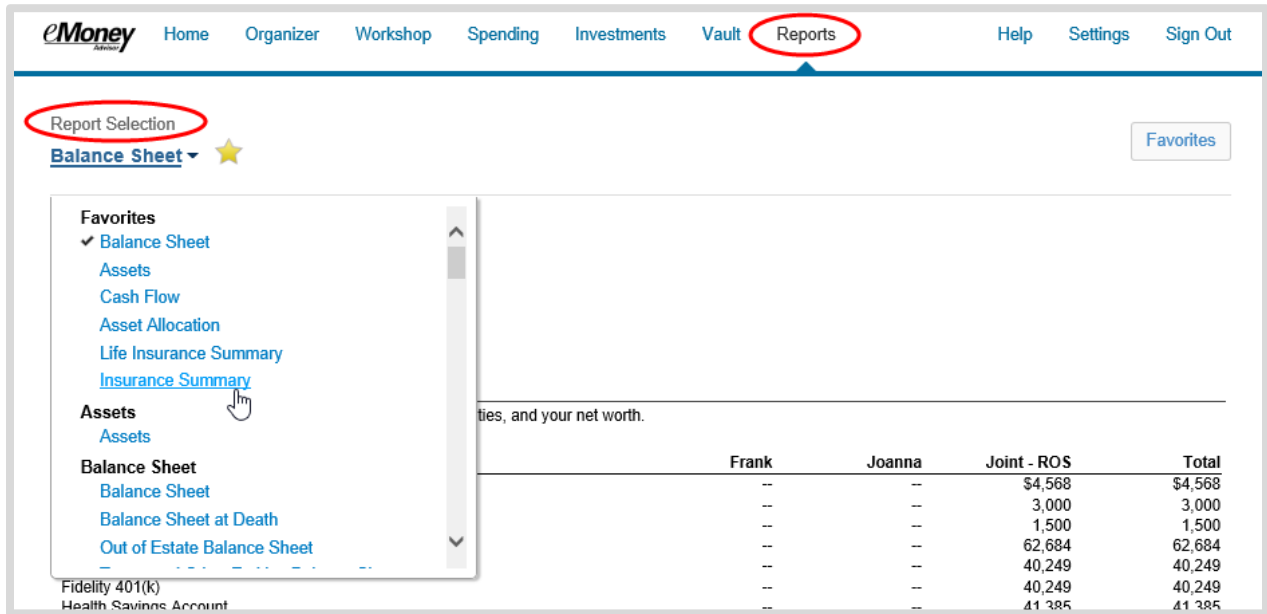 eMoney Advisor Home Organizer Workshop Spending Investments Vault Reports Help Settings Sign Out
Report Selection
Balance Sheet
Favorites
Favorites
Balance Sheet
Assets
Cash Flow
Asset Allocation
Life Insurance Summary
Insurance Summary
Assets
Assets
Balance Sheet
Balance Sheet
Balance Sheet at Death
Out of Estate Balance Sheet
ties, and your net worth.
Frank Joanna Joint - ROS Total
-- -- $4,568 $4,568
-- -- 3,000 3,000
-- -- 1,500 1,500
-- -- 62,684 62,684
-- -- 40,249 40,249
Fidelity 401(k) -- -- 40,249 40,249
Health Savings Account -- -- 41,385 41,385